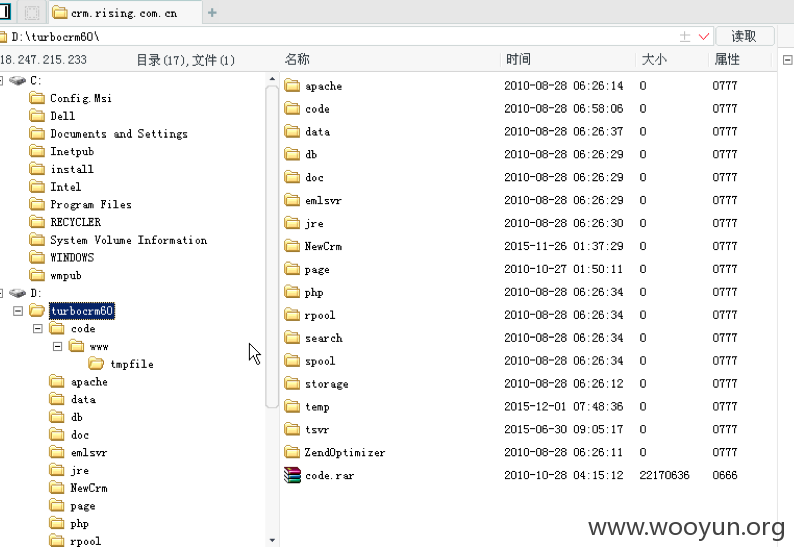 crm.rising.com.cn
D:\turbocrm60\
读取
18.247.215.233 目录(17),文件(1)
名称 时间 大小 属性
C:
Config.Msi
Dell
Documents and Settings
Inetpub
install
Intel
Program Files
RECYCLER
System Volume Information
WINDOWS
wmpub
D:
turbocrm60
code
www
tmpfile
apache
data
db
doc
emlsvr
jre
NewCrm
page
php
rpool
apache 2010-08-28 06:26:14 0 0777
code 2010-08-28 06:58:06 0 0777
data 2010-08-28 06:26:37 0 0777
db 2010-08-28 06:26:29 0 0777
doc 2010-08-28 06:26:29 0 0777
emlsvr 2010-08-28 06:26:29 0 0777
jre 2010-08-28 06:26:30 0 0777
NewCrm 2015-11-26 01:37:29 0 0777
page 2010-10-27 01:50:11 0 0777
php 2010-08-28 06:26:34 0 0777
rpool 2010-08-28 06:26:34 0 0777
search 2010-08-28 06:26:34 0 0777
spool 2010-08-28 06:26:34 0 0777
storage 2010-08-28 06:26:12 0 0777
temp 2015-12-01 07:48:36 0 0777
tsvr 2015-06-30 09:05:17 0 0777
ZendOptimizer 2010-08-28 06:26:11 0 0777
code.rar 2010-10-28 04:15:12 22170636 0666
www.wooyun.org